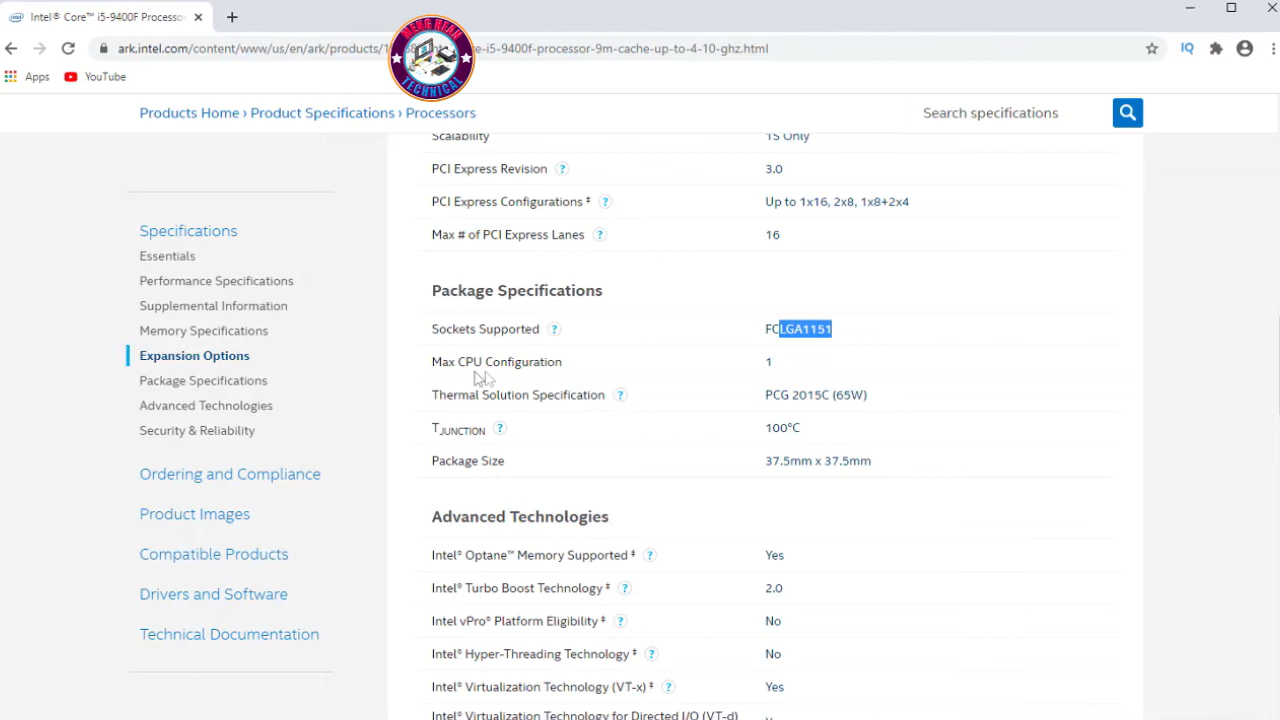 Intel® Core™ i5-9400F Processor
ark.intel.com/content/www/us/en/ark/products/1 e-i5-9400f-processor-9m-cache-up-to-4-10-ghz.html
MENG HEAN
TECHNICAL
IQ
Apps YouTube
Products Home › Product Specifications › Processors
Search specifications
Scalability 1S Only
PCI Express Revision ? 3.0
PCI Express Configurations ‡ ? Up to 1x16, 2x8, 1x8+2x4
Max # of PCI Express Lanes ? 16
Specifications
Essentials
Performance Specifications
Supplemental Information
Memory Specifications
Expansion Options
Package Specifications
Advanced Technologies
Security & Reliability
Ordering and Compliance
Product Images
Compatible Products
Drivers and Software
Technical Documentation
Package Specifications
Sockets Supported ? FCLGA1151
Max CPU Configuration 1
Thermal Solution Specification ? PCG 2015C (65W)
TJUNCTION ? 100°C
Package Size 37.5mm x 37.5mm
Advanced Technologies
Intel® Optane™ Memory Supported ‡ ? Yes
Intel® Turbo Boost Technology ‡ ? 2.0
Intel vPro® Platform Eligibility ‡ ? No
Intel® Hyper-Threading Technology ‡ ? No
Intel® Virtualization Technology (VT-x) ‡ ? Yes
Intel® Virtualization Technology for Directed I/O (VT-d)